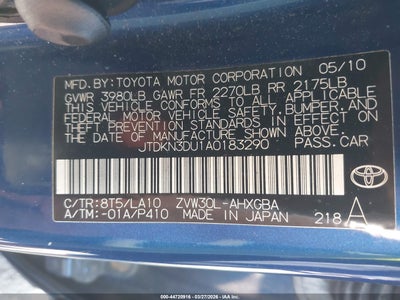 MFD. BY: TOYOTA MOTOR CORPORATION 05/10
GVWR 3980LB GAWR FR 2270LB RR 2175LB
THIS VEHICLE CONFORMS TO ALL APPLICABLE
FEDERAL MOTOR VEHICLE SAFETY, BUMPER, AND
THEFT PREVENTION STANDARDS IN EFFECT ON
THE DATE OF MANUFACTURE SHOWN ABOVE.
JTDKN3DU1A0183290 PASS.CAR
C/TR:8T5/LA10 ZVW30L-AHXGBA
A/TM:-01A/P410 MADE IN JAPAN 218 A
TOYOTA
000-44720916 - 03/27/2026 - IAAI